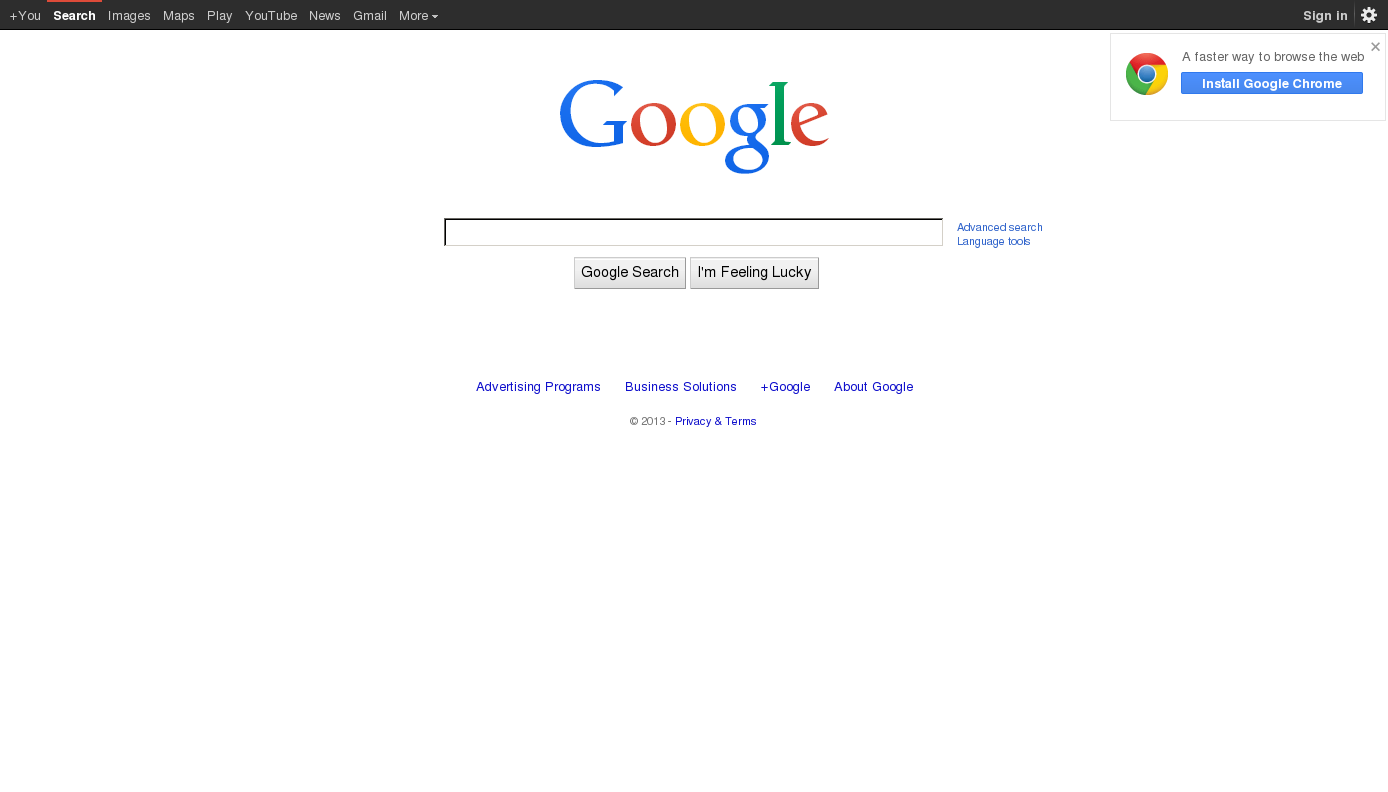 +You Search Images Maps Play YouTube News Gmail More Sign in
A faster way to browse the web
Install Google Chrome
Google
Advanced search
Language tools
Google Search I'm Feeling Lucky
Advertising Programs Business Solutions +Google About Google
© 2013 - Privacy & Terms